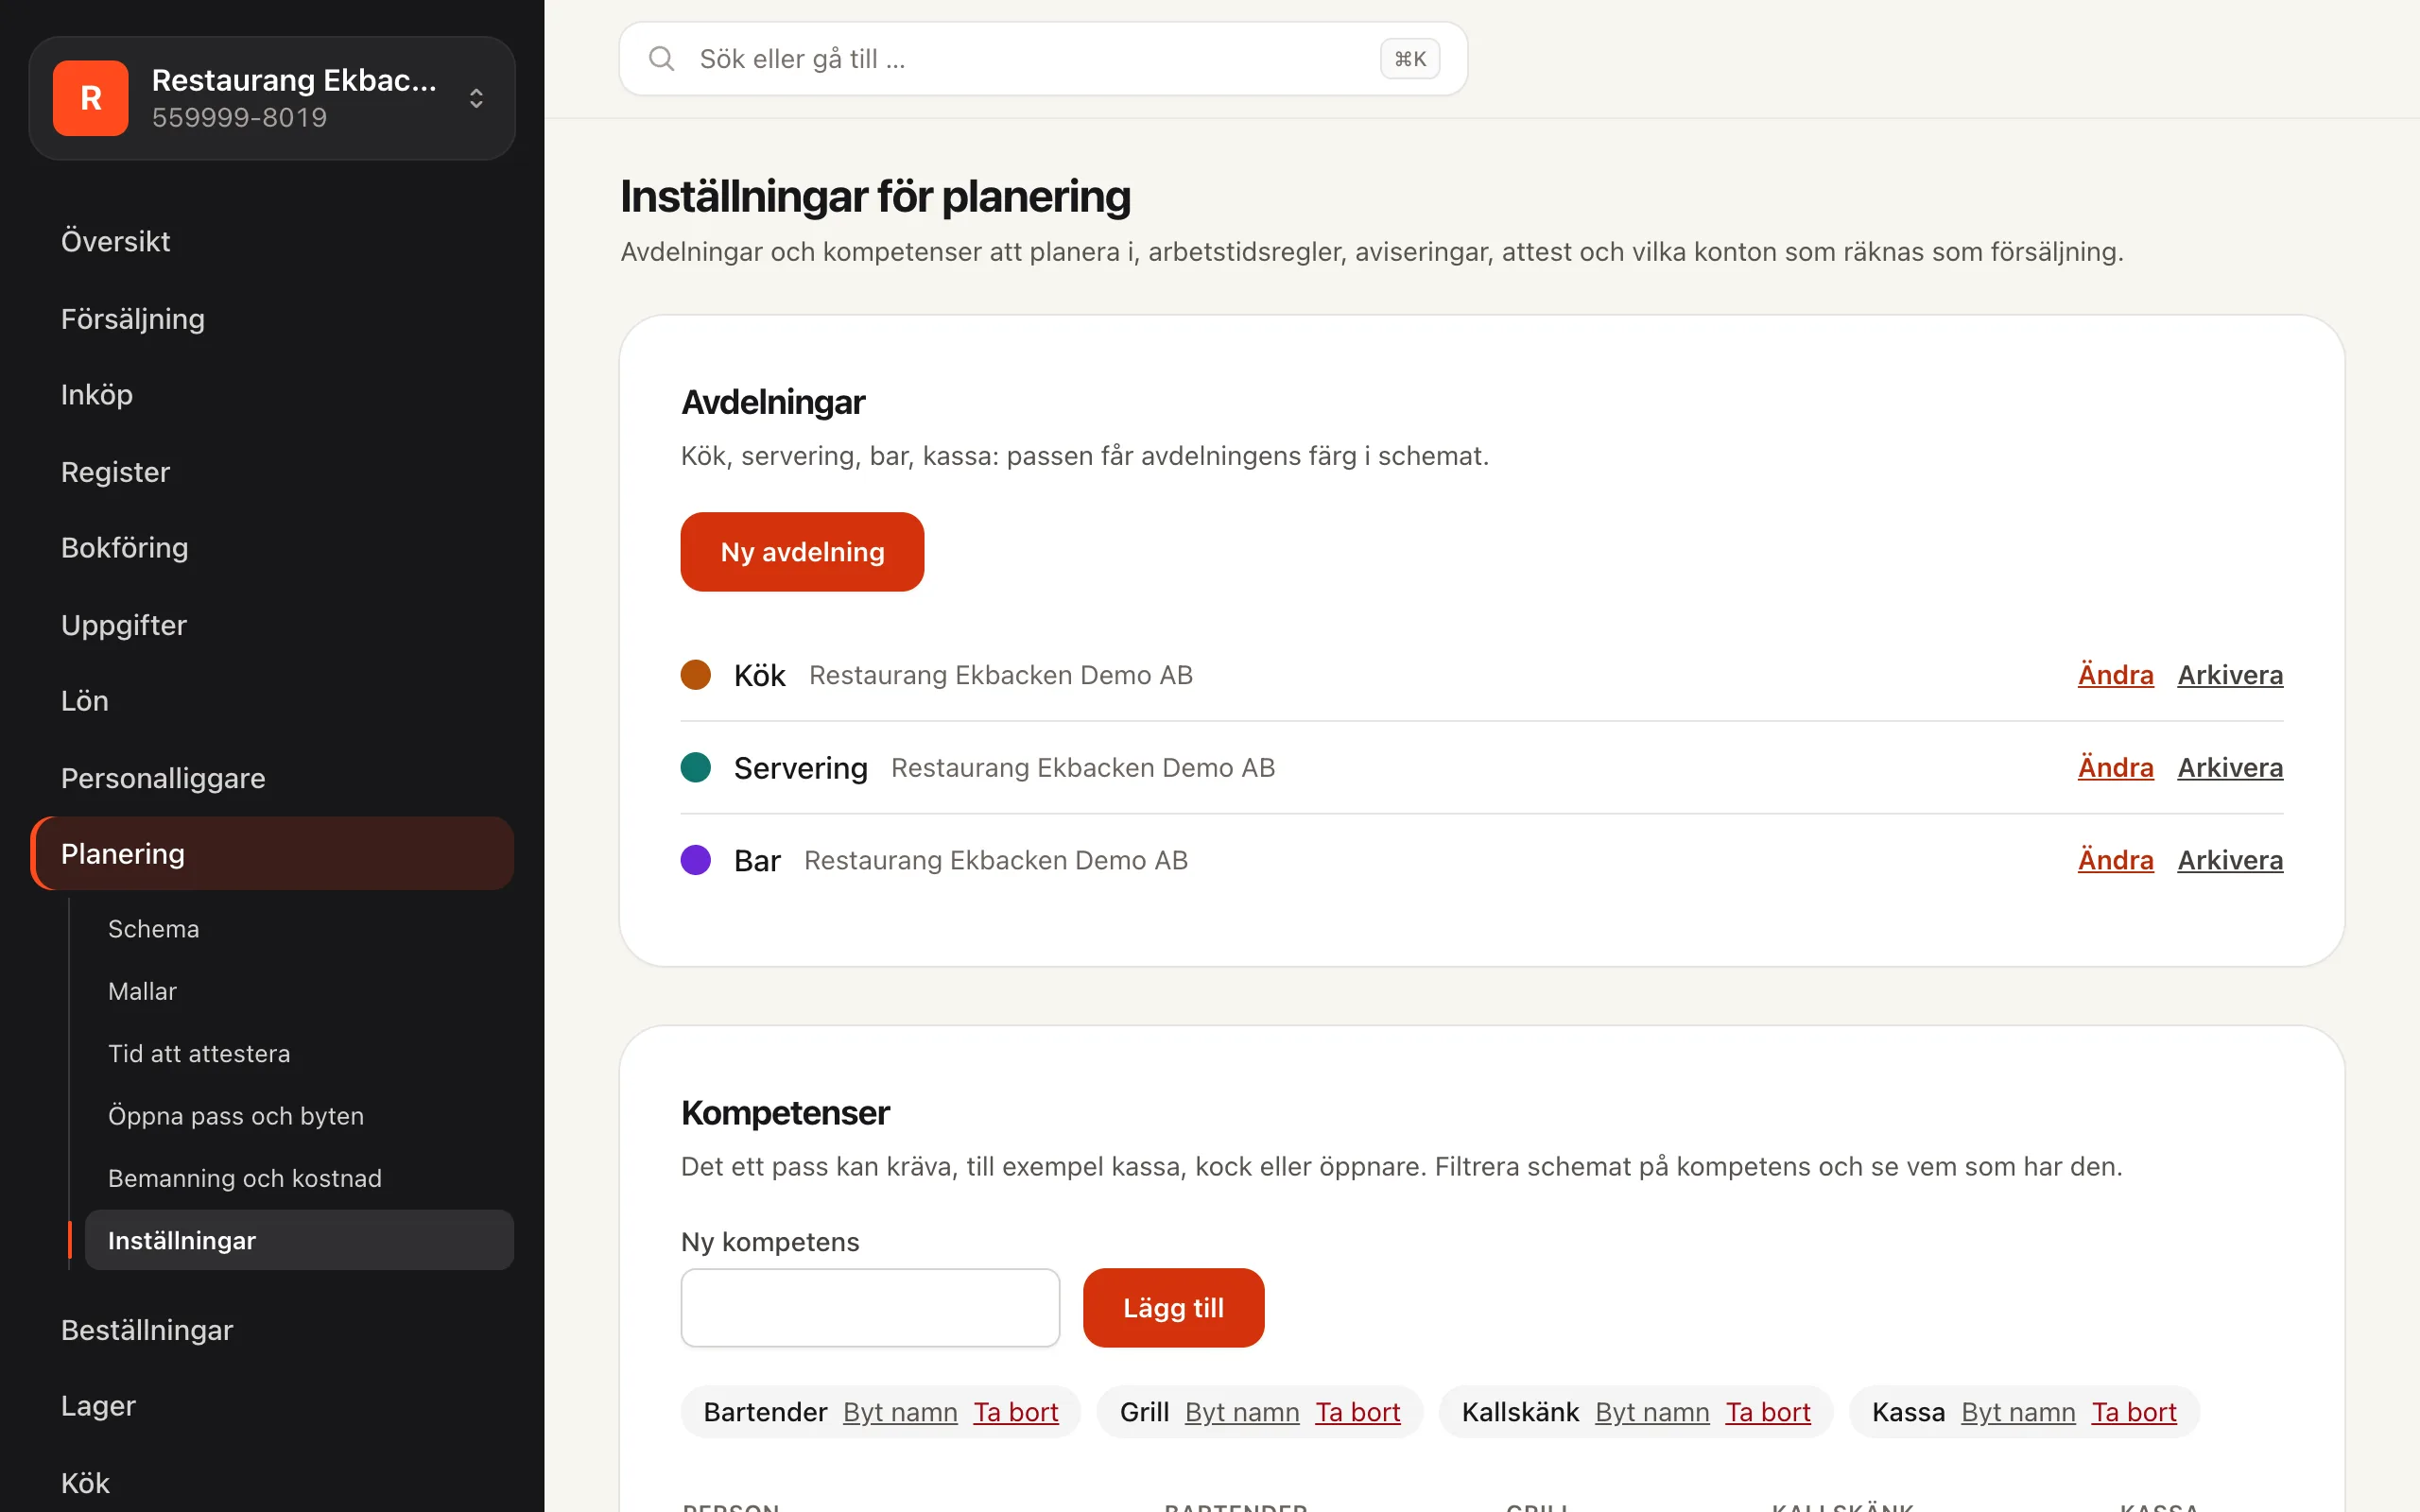 R
Restaurang Ekbac...
559999-8019
Översikt
Försäljning
Inköp
Register
Bokföring
Uppgifter
Lön
Personalliggare
Planering
Schema
Mallar
Tid att attestera
Öppna pass och byten
Bemanning och kostnad
Inställningar
Beställningar
Lager
Kök
Sök eller gå till ... ⌘K
Inställningar för planering
Avdelningar och kompetenser att planera i, arbetstidsregler, aviseringar, attest och vilka konton som räknas som försäljning.
Avdelningar
Kök, servering, bar, kassa: passen får avdelningens färg i schemat.
Ny avdelning
Kök Restaurang Ekbacken Demo AB Ändra Arkivera
Servering Restaurang Ekbacken Demo AB Ändra Arkivera
Bar Restaurang Ekbacken Demo AB Ändra Arkivera
Kompetenser
Det ett pass kan kräva, till exempel kassa, kock eller öppnare. Filtrera schemat på kompetens och se vem som har den.
Ny kompetens
Lägg till
Bartender Byt namn Ta bort Grill Byt namn Ta bort Kallskänk Byt namn Ta bort Kassa Byt namn Ta bort
PERSON BARTENDER GRILL KALLSKÄNK KASSA